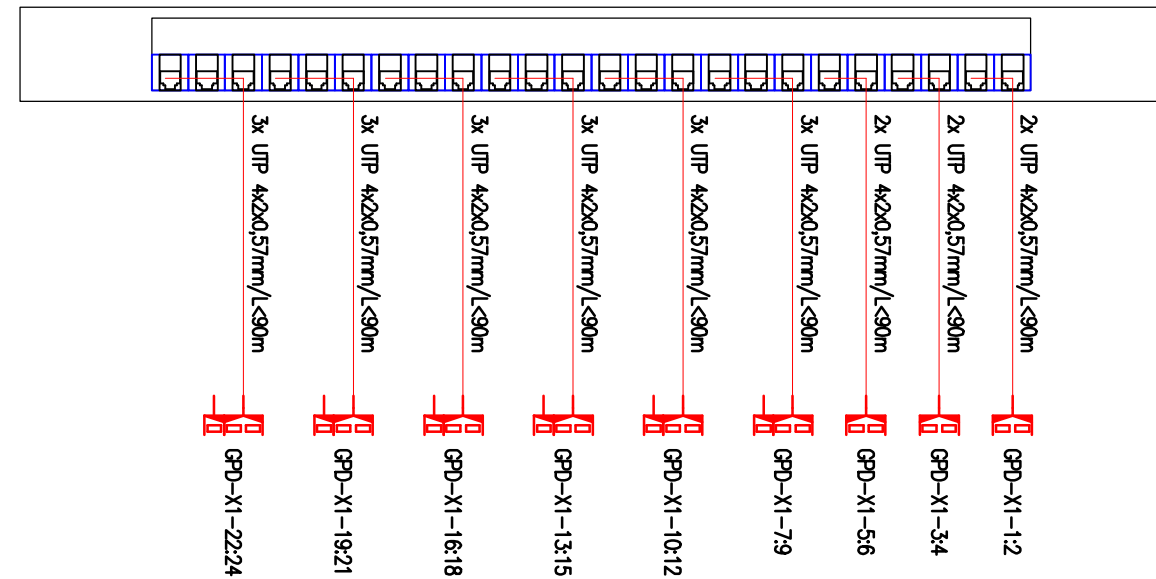 3x UTP 4x2x0,57mm/L<90m
3x UTP 4x2x0,57mm/L<90m
3x UTP 4x2x0,57mm/L<90m
3x UTP 4x2x0,57mm/L<90m
3x UTP 4x2x0,57mm/L<90m
3x UTP 4x2x0,57mm/L<90m
2x UTP 4x2x0,57mm/L<90m
2x UTP 4x2x0,57mm/L<90m
2x UTP 4x2x0,57mm/L<90m
GPD-X1-22:24
GPD-X1-19:21
GPD-X1-16:18
GPD-X1-13:15
GPD-X1-10:12
GPD-X1-7:9
GPD-X1-5:6
GPD-X1-3:4
GPD-X1-1:2